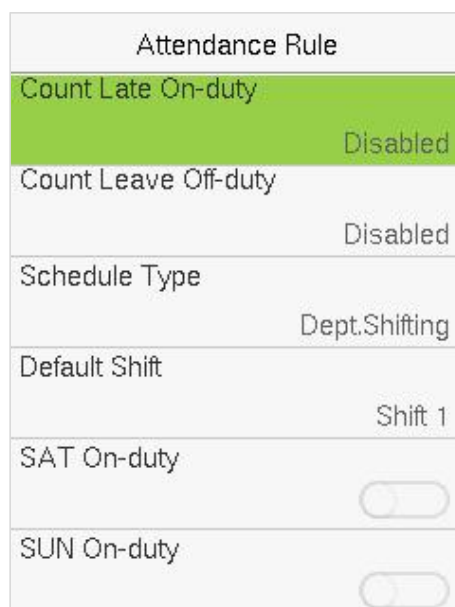 Attendance Rule
Count Late On-duty
Disabled
Count Leave Off-duty
Disabled
Schedule Type
Dept.Shifting
Default Shift
Shift 1
SAT On-duty
SUN On-duty